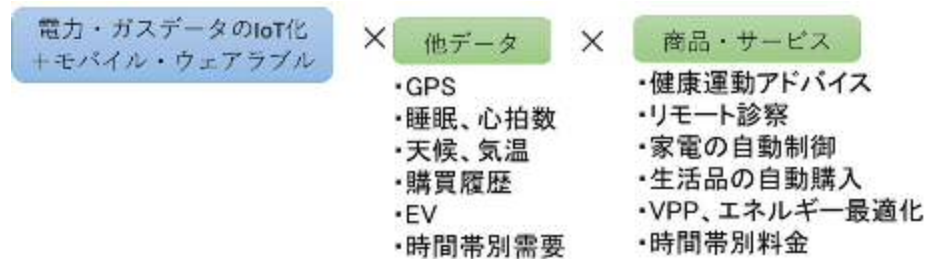 電力・ガスデータのIoT化
＋モバイル・ウェアラブル
×
他データ
×
商品・サービス
・GPS
・睡眠、心拍数
・天候、気温
・購買履歴
・EV
・時間帯別需要
・健康運動アドバイス
・リモート診察
・家電の自動制御
・生活品の自動購入
・VPP、エネルギー最適化
・時間帯別料金